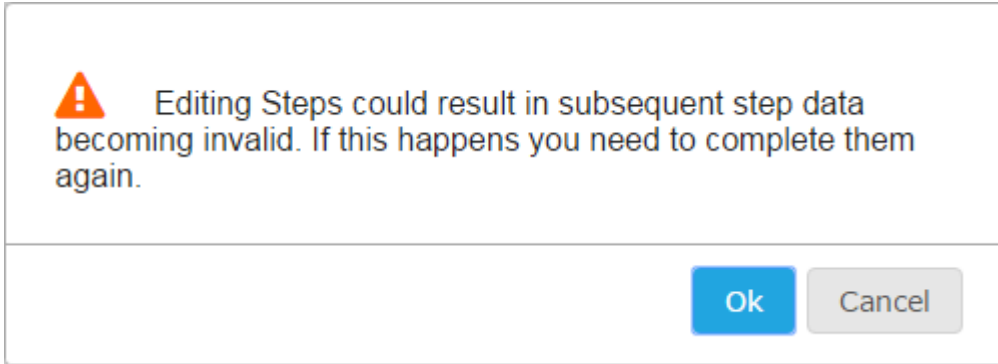 Editing Steps could result in subsequent step data
becoming invalid. If this happens you need to complete them
again.
Ok
Cancel